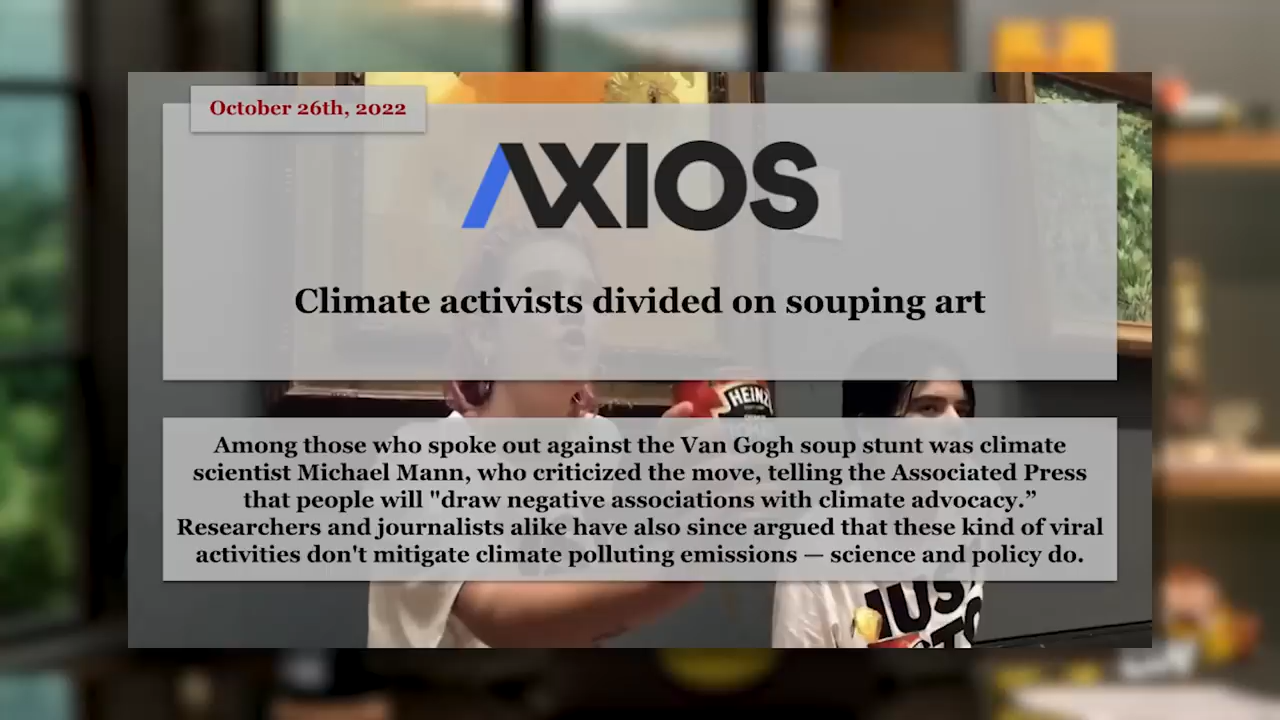 October 26th, 2022
AXIOS
Climate activists divided on souping art
HEINZ
Among those who spoke out against the Van Gogh soup stunt was climate
scientist Michael Mann, who criticized the move, telling the Associated Press
that people will "draw negative associations with climate advocacy.”
Researchers and journalists alike have also since argued that these kind of viral
activities don't mitigate climate polluting emissions — science and policy do.
JUST